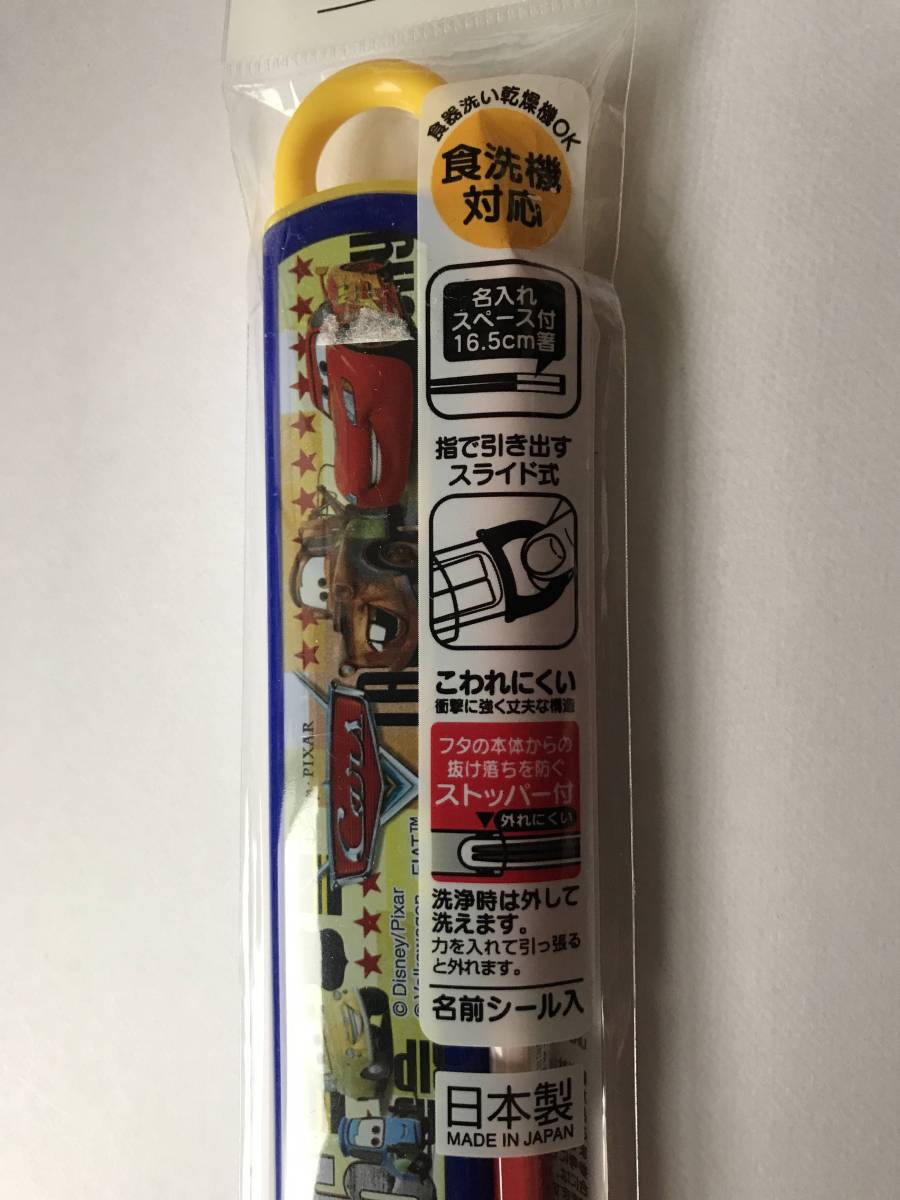 食器洗い乾燥機OK
食洗機
対応
名入れ
スペース付
16.5cm箸
指で引き出す
スライド式
こわれにくい
衝撃に強く丈夫な構造
フタの本体からの
抜け落ちを防ぐ
ストッパー付
外れにくい
洗浄時は外して
洗えます。
力を入れて引っ張る
と外れます。
名前シール入
日本製
MADE IN JAPAN
PIXAR
Cars
© Disney/Pixar
FIAT™